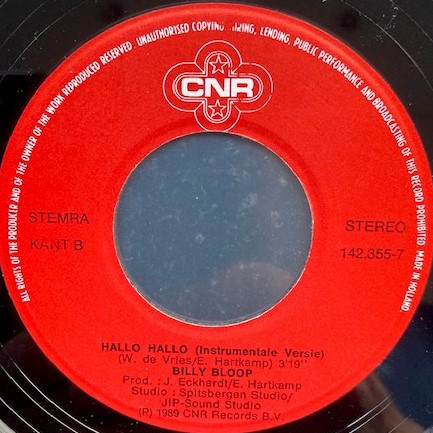 ALL RIGHTS OF THE PRODUCER AND OF THE OWNER OF THE WORK REPRODUCED RESERVED. UNAUTHORISED COPYING, HIRING, LENDING, PUBLIC PERFORMANCE AND BROADCASTING OF THIS RECORD PROHIBITED. MADE IN HOLLAND
CNR
STEMRA
KANT B
STEREO
142.355-7
HALLO HALLO (Instrumentale Versie)
(W. de Vries/E. Hartkamp) 3'19"
BILLY BLOOP
Prod. : J. Eckhardt/E. Hartkamp
Studio : Spitsbergen Studio/
JIP-Sound Studio
(P) 1989 CNR Records B.V.